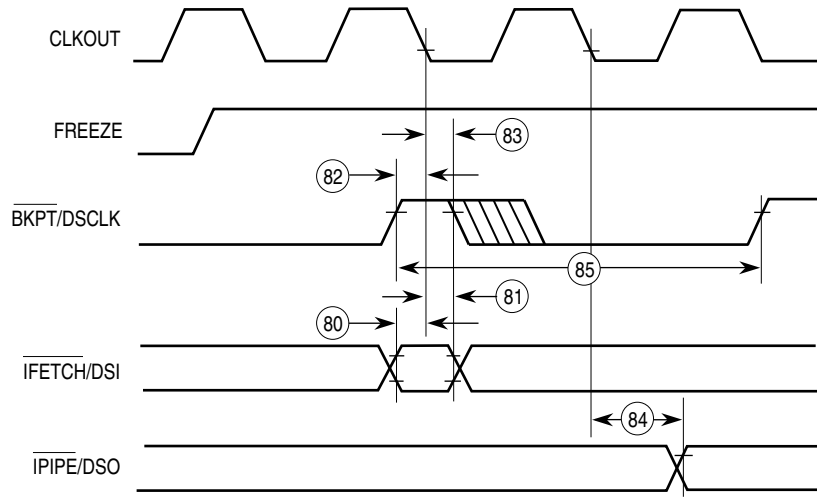 CLKOUT
FREEZE
83
82
BKPT/DSCLK
85
81
80
IFETCH/DSI
84
IPIPE/DSO